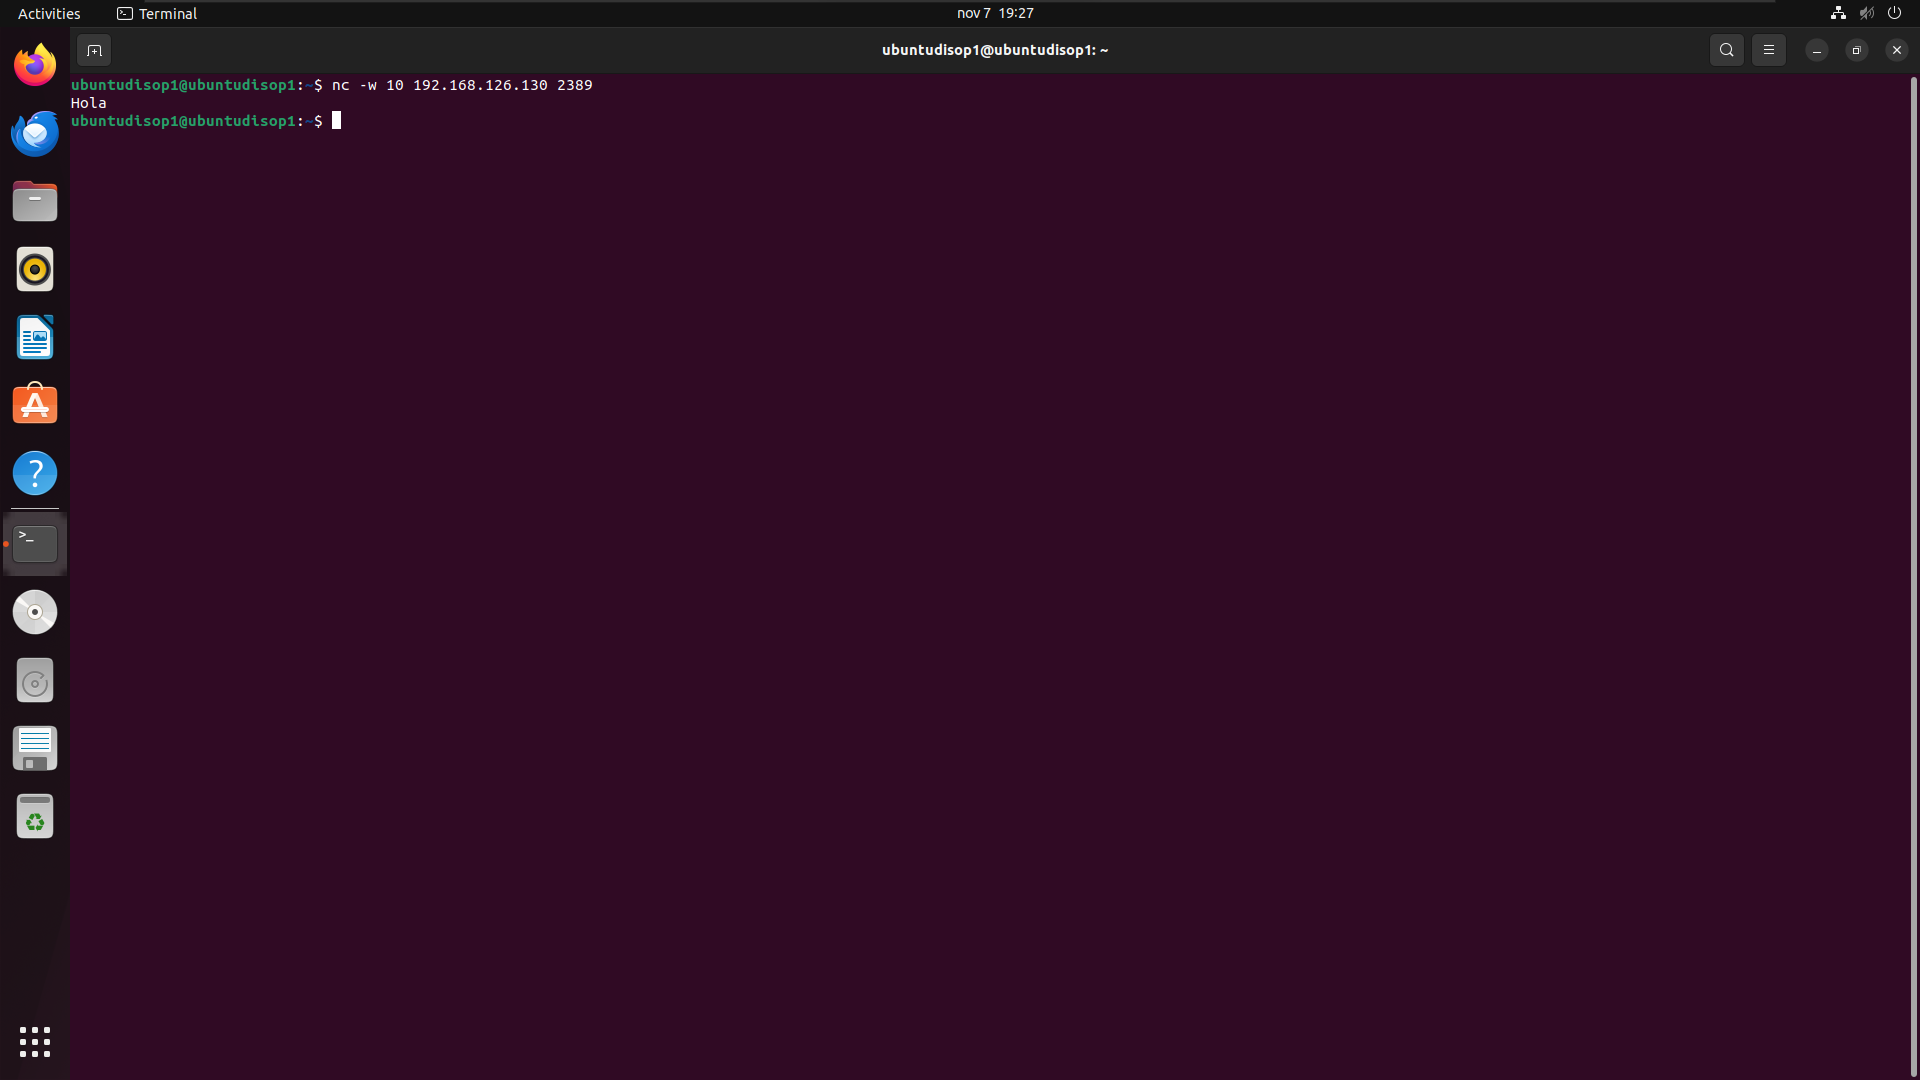 Activities Terminal nov 7 19:27
ubuntudisop1@ubuntudisop1: ~
ubuntudisop1@ubuntudisop1:~$ nc -w 10 192.168.126.130 2389
Hola
ubuntudisop1@ubuntudisop1:~$